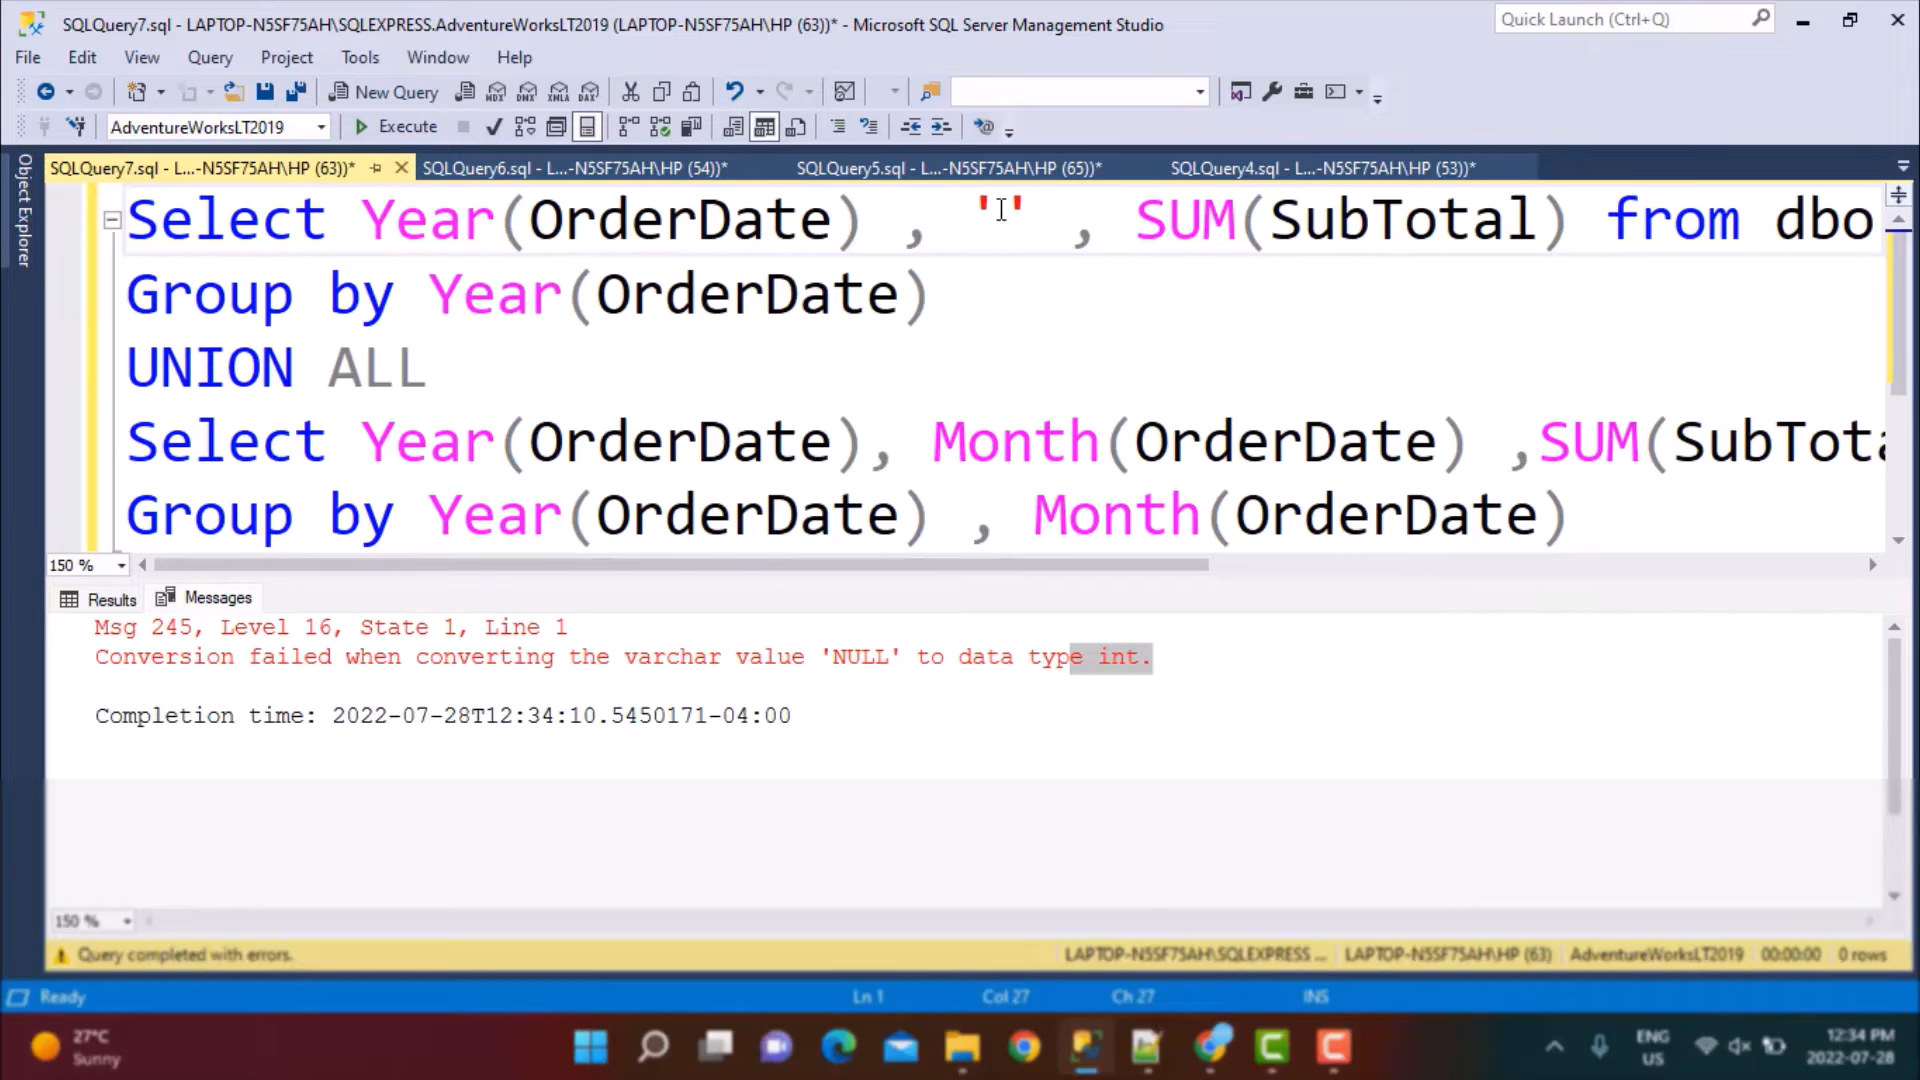 SQLQuery7.sql - LAPTOP-N5SF75AH\SQLEXPRESS.AdventureWorksLT2019 (LAPTOP-N5SF75AH\HP (63))* - Microsoft SQL Server Management Studio
Quick Launch (Ctrl+Q)
File Edit View Query Project Tools Window Help
New Query MDX DMX XMLA DAX
AdventureWorksLT2019 Execute
Object Explorer
SQLQuery7.sql - L...-N5SF75AH\HP (63))* SQLQuery6.sql - L...-N5SF75AH\HP (54))* SQLQuery5.sql - L...-N5SF75AH\HP (65))* SQLQuery4.sql - L...-N5SF75AH\HP (53))*
Select Year(OrderDate) , '' , SUM(SubTotal) from dbo
Group by Year(OrderDate)
UNION ALL
Select Year(OrderDate), Month(OrderDate) ,SUM(SubTota
Group by Year(OrderDate) , Month(OrderDate)
150 %
Results Messages
Msg 245, Level 16, State 1, Line 1
Conversion failed when converting the varchar value 'NULL' to data type int.
Completion time: 2022-07-28T12:34:10.5450171-04:00
150 %
Query completed with errors. LAPTOP-N5SF75AH\SQLEXPRESS ... LAPTOP-N5SF75AH\HP (63) AdventureWorksLT2019 00:00:00 0 rows
Ready Ln 1 Col 27 Ch 27 INS
27°C
Sunny
ENG
US
12:34 PM
2022-07-28